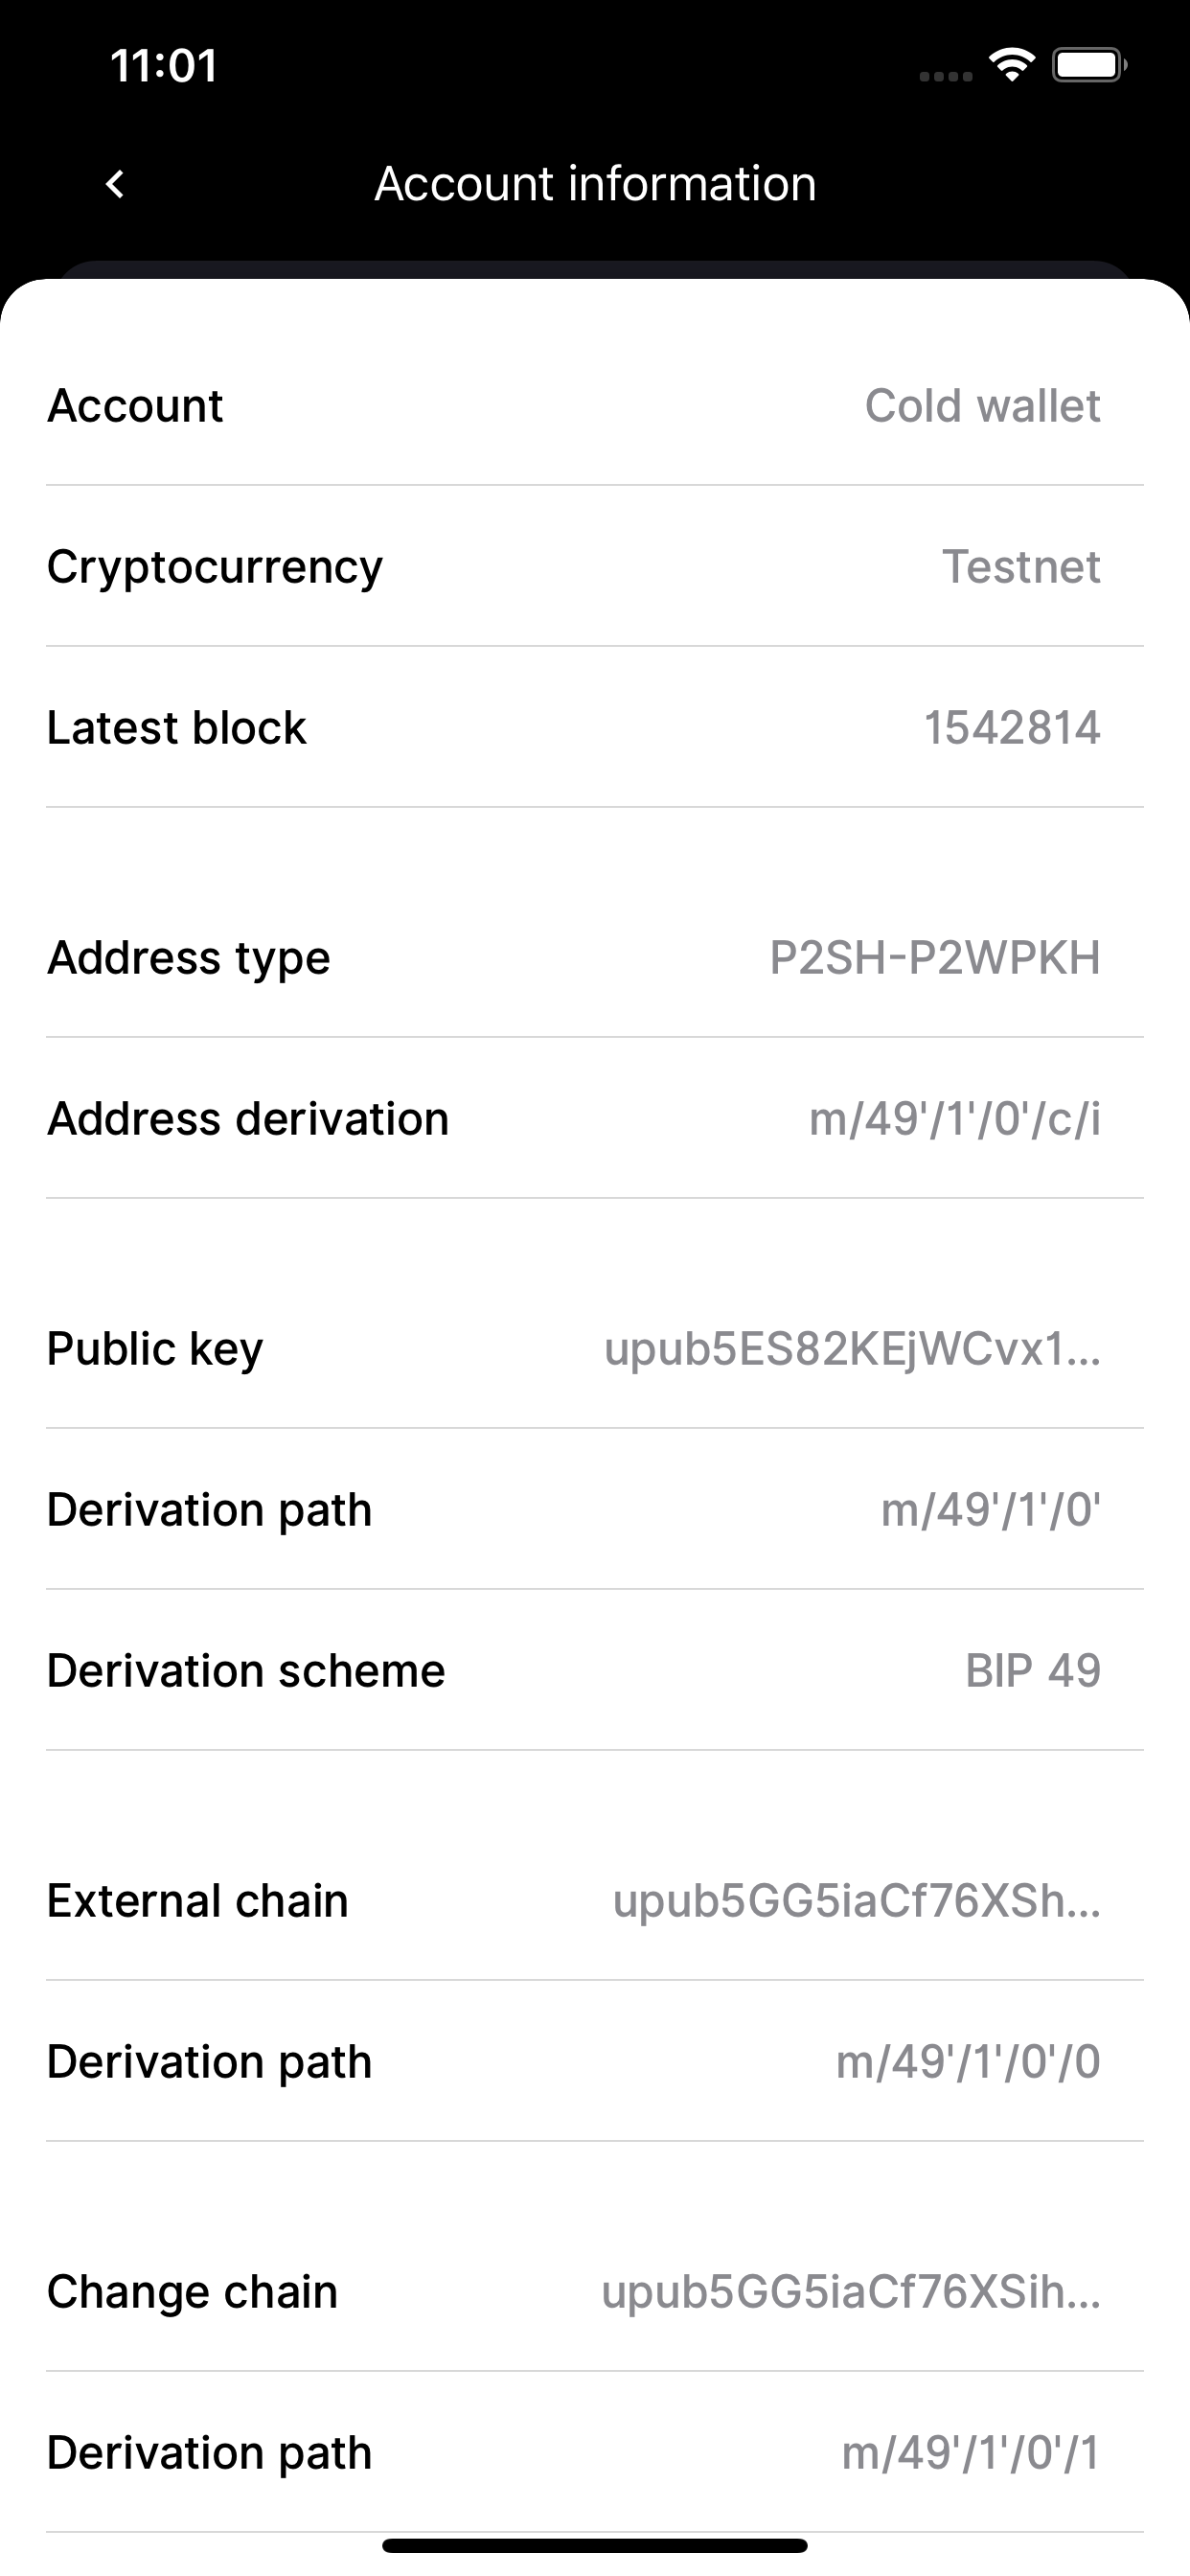 11:01
Account information
Account Cold wallet
Cryptocurrency Testnet
Latest block 1542814
Address type P2SH-P2WPKH
Address derivation m/49'/1'/0'/c/i
Public key upub5ES82KEjWCvx1...
Derivation path m/49'/1'/0'
Derivation scheme BIP 49
External chain upub5GG5iaCf76XSh...
Derivation path m/49'/1'/0'/0
Change chain upub5GG5iaCf76XSih...
Derivation path m/49'/1'/0'/1